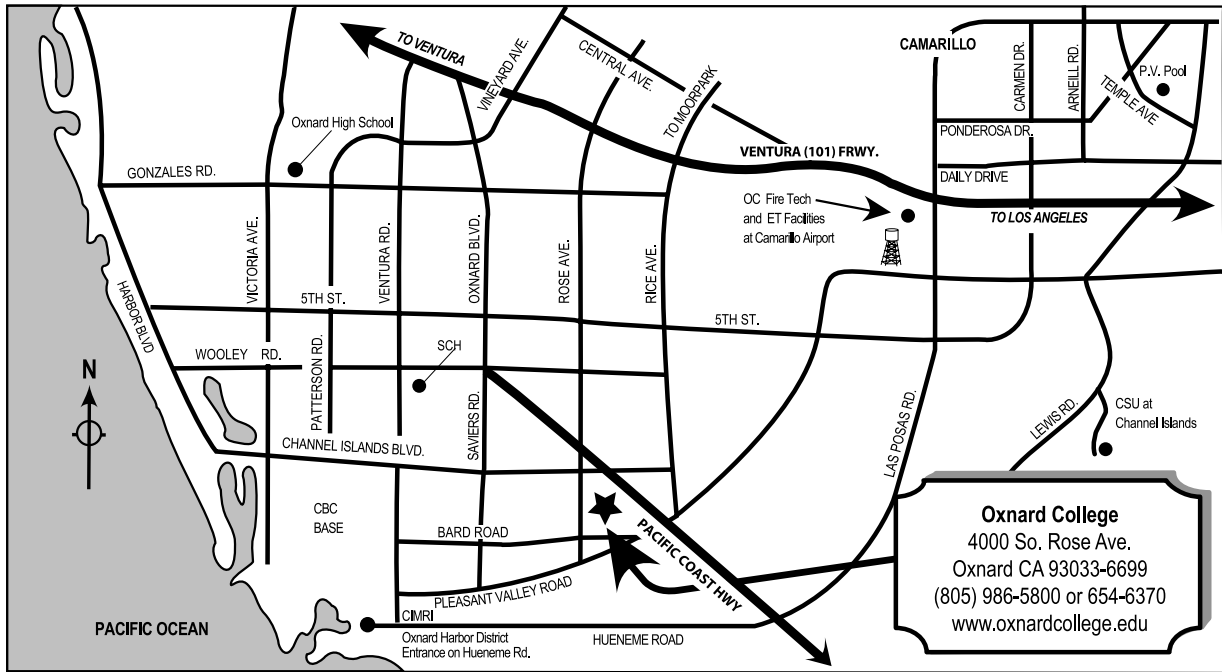 TO VENTURA
VINEYARD AVE.
CENTRAL AVE.
TO MOORPARK
CAMARILLO
CARMEN DR.
ARNEILL RD.
P.V. Pool
TEMPLE AVE
PONDEROSA DR.
Oxnard High School
VENTURA (101) FRWY.
DAILY DRIVE
GONZALES RD.
OC Fire Tech
and ET Facilities
at Camarillo Airport
TO LOS ANGELES
VICTORIA AVE.
VENTURA RD.
OXNARD BLVD.
ROSE AVE.
RICE AVE.
HARBOR BLVD
5TH ST.
5TH ST.
WOOLEY RD.
PATTERSON RD.
SCH
SAVIERS RD.
N
CHANNEL ISLANDS BLVD.
LAS POSAS RD.
LEWIS RD.
CSU at
Channel Islands
CBC
BASE
BARD ROAD
PACIFIC COAST HWY
PLEASANT VALLEY ROAD
CIMRI
Oxnard Harbor District
Entrance on Hueneme Rd.
HUENEME ROAD
PACIFIC OCEAN
Oxnard College
4000 So. Rose Ave.
Oxnard CA 93033-6699
(805) 986-5800 or 654-6370
www.oxnardcollege.edu